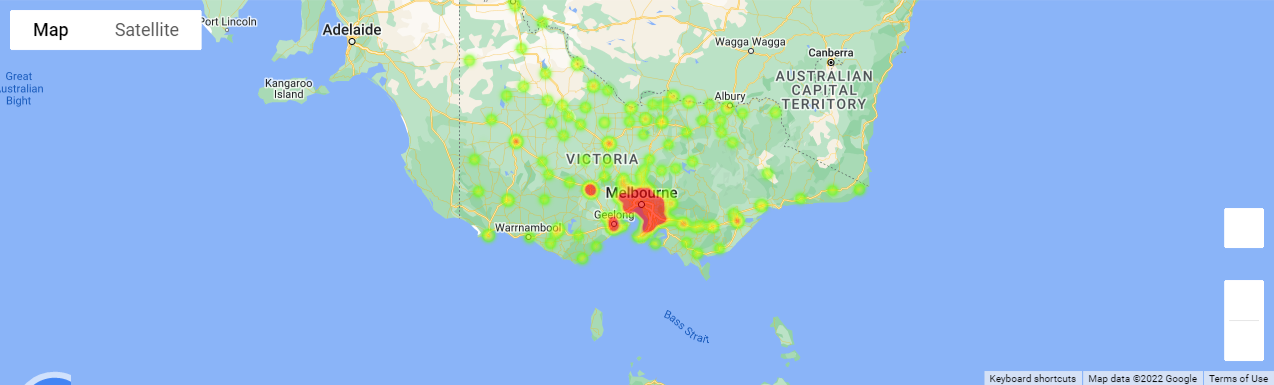 Map Satellite
Port Lincoln
Adelaide
Wagga Wagga
Canberra
Great
Australian
Bight
Kangaroo
Island
AUSTRALIAN
CAPITAL
TERRITORY
Albury
VICTORIA
Melbourne
Geelong
Warrnambool
Bass Strait
Keyboard shortcuts Map data ©2022 Google Terms of Use